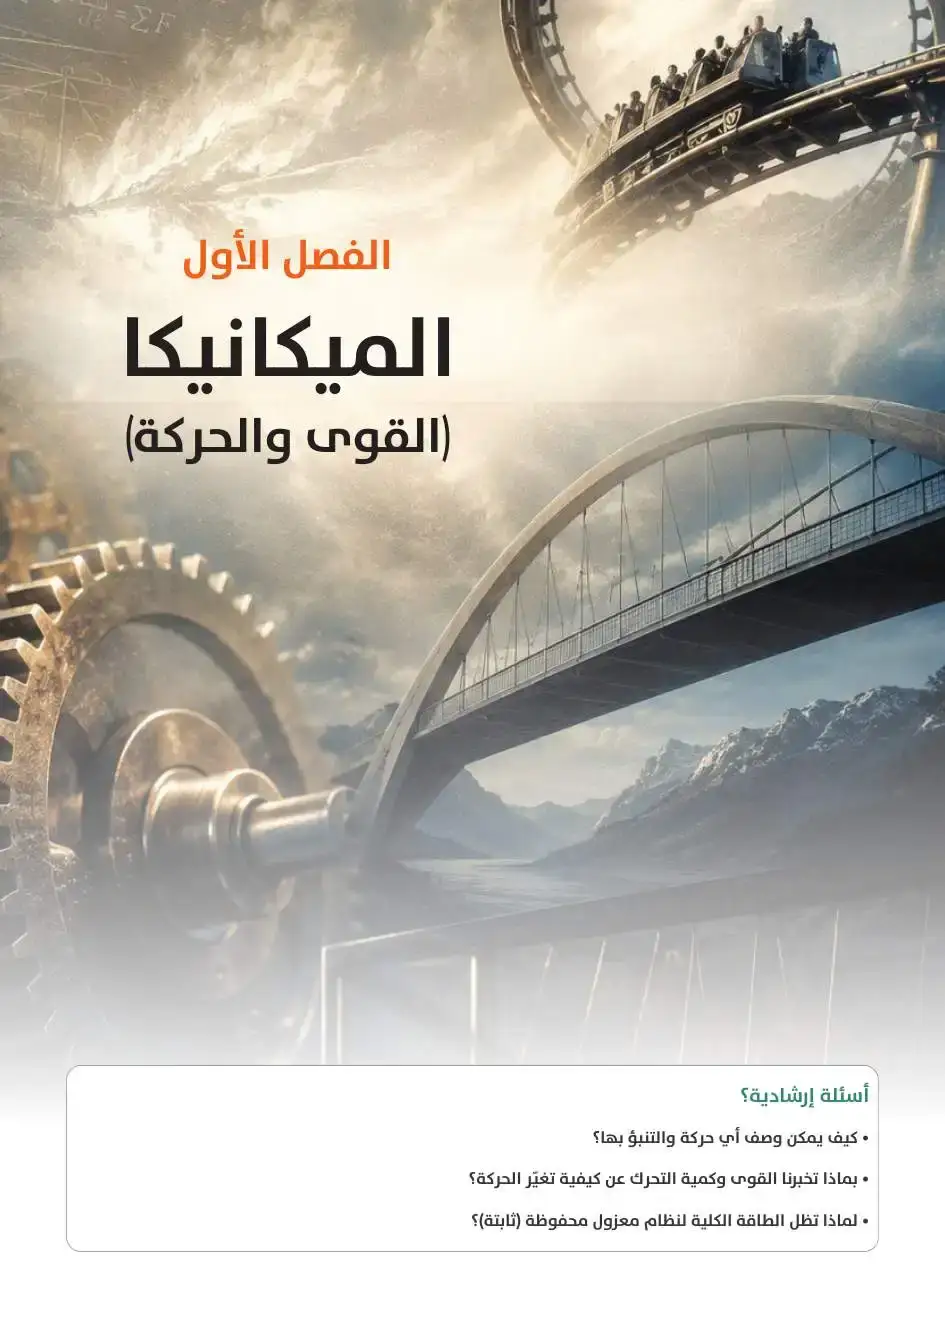 الفصل الأول
الميكانيكا
(القوى والحركة)
أسئلة إرشادية؟
• كيف يمكن وصف أي حركة والتنبؤ بها؟
• بماذا تخبرنا القوى وكمية التحرك عن كيفية تغيّر الحركة؟
• لماذا تظل الطاقة الكلية لنظام معزول محفوظة (ثابتة)؟